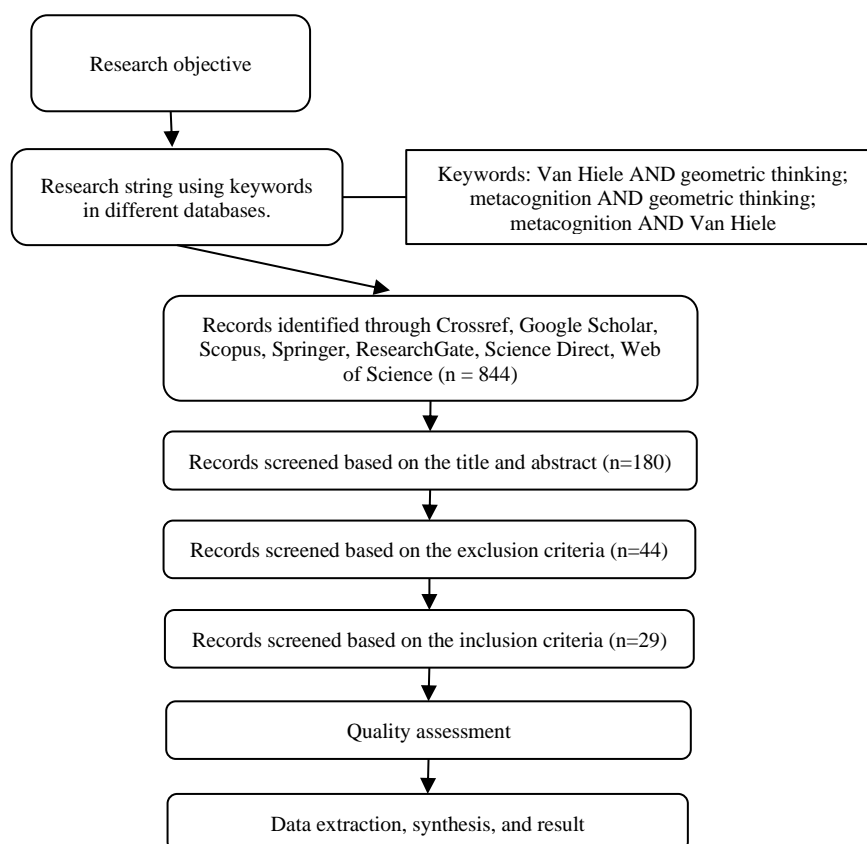 Research objective
Research string using keywords
in different databases.
Keywords: Van Hiele AND geometric thinking;
metacognition AND geometric thinking;
metacognition AND Van Hiele
Records identified through Crossref, Google Scholar,
Scopus, Springer, ResearchGate, Science Direct, Web
of Science (n = 844)
Records screened based on the title and abstract (n=180)
Records screened based on the exclusion criteria (n=44)
Records screened based on the inclusion criteria (n=29)
Quality assessment
Data extraction, synthesis, and result